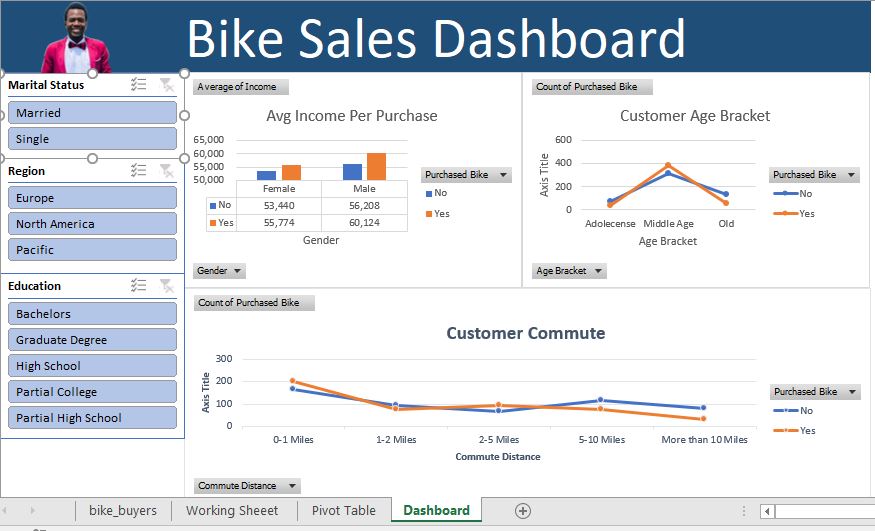 Bike Sales Dashboard
Marital Status
Married
Single
Region
Europe
North America
Pacific
Education
Bachelors
Graduate Degree
High School
Partial College
Partial High School
Average of Income
Avg Income Per Purchase
65,000
60,000
55,000
50,000
Female Male
No 53,440 56,208
Yes 55,774 60,124
Gender
Purchased Bike
No
Yes
Gender
Count of Purchased Bike
Customer Age Bracket
Axis Title
600
400
200
0
Adolecense Middle Age Old
Age Bracket
Purchased Bike
No
Yes
Age Bracket
Count of Purchased Bike
Customer Commute
Axis Title
300
200
100
0
0-1 Miles 1-2 Miles 2-5 Miles 5-10 Miles More than 10 Miles
Commute Distance
Purchased Bike
No
Yes
Commute Distance
bike_buyers Working Sheeet Pivot Table Dashboard